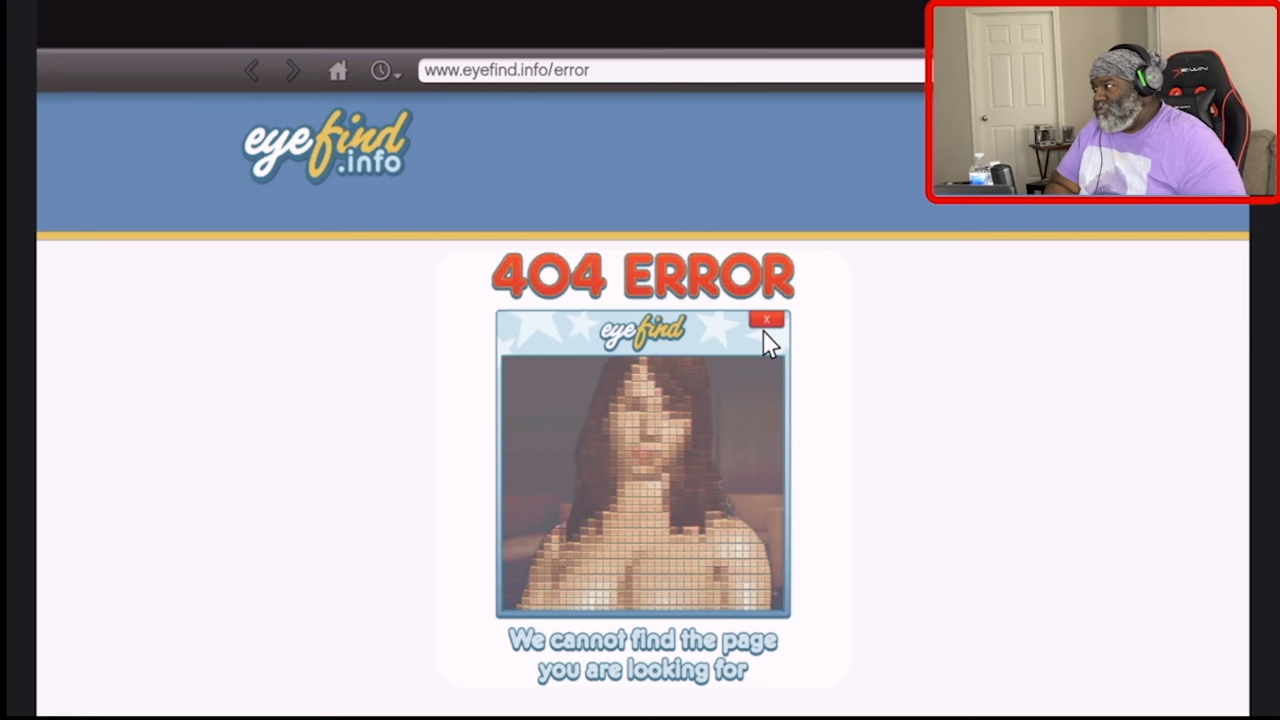 www.eyefind.info/error
eyefind
.info
404 ERROR
eyefind
X
We cannot find the page
you are looking for